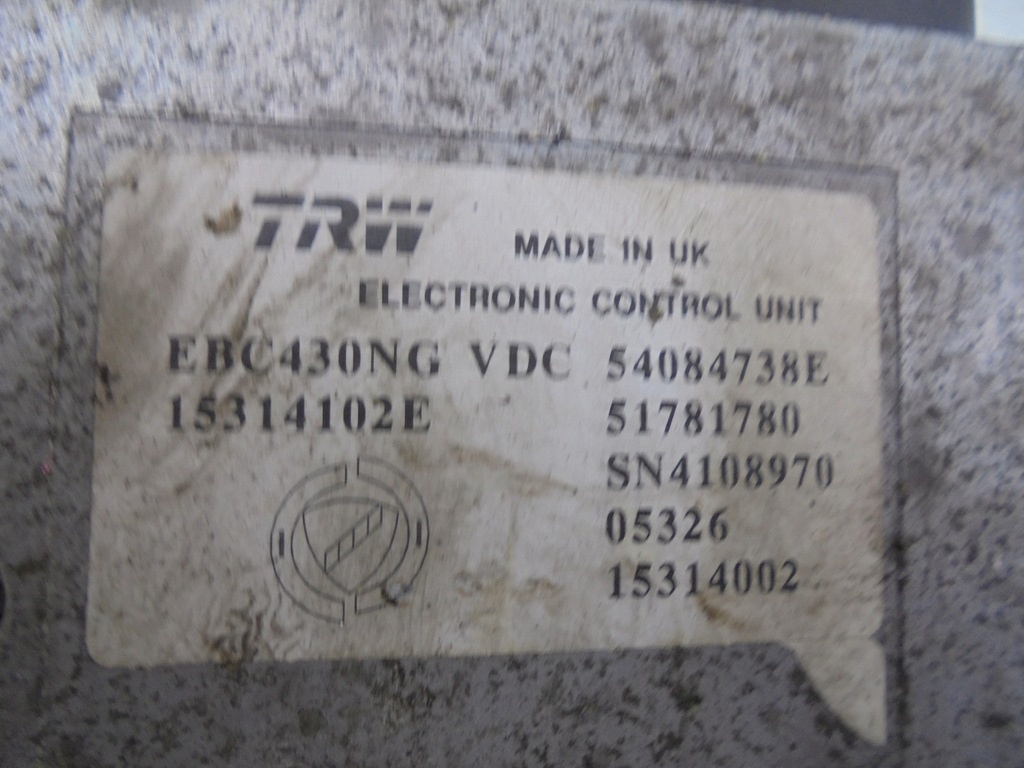 TRW MADE IN UK
ELECTRONIC CONTROL UNIT
EBC430NG VDC 54084738E
15314102E 51781780
SN4108970
05326
15314002